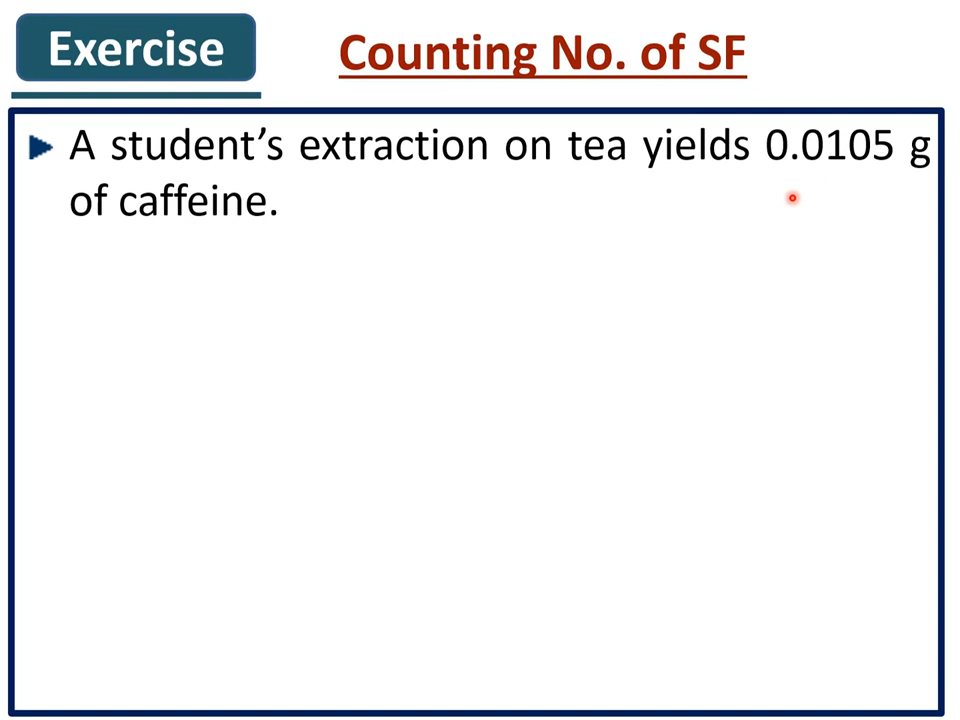 Exercise
Counting No. of SF
A student’s extraction on tea yields 0.0105 g
of caffeine.